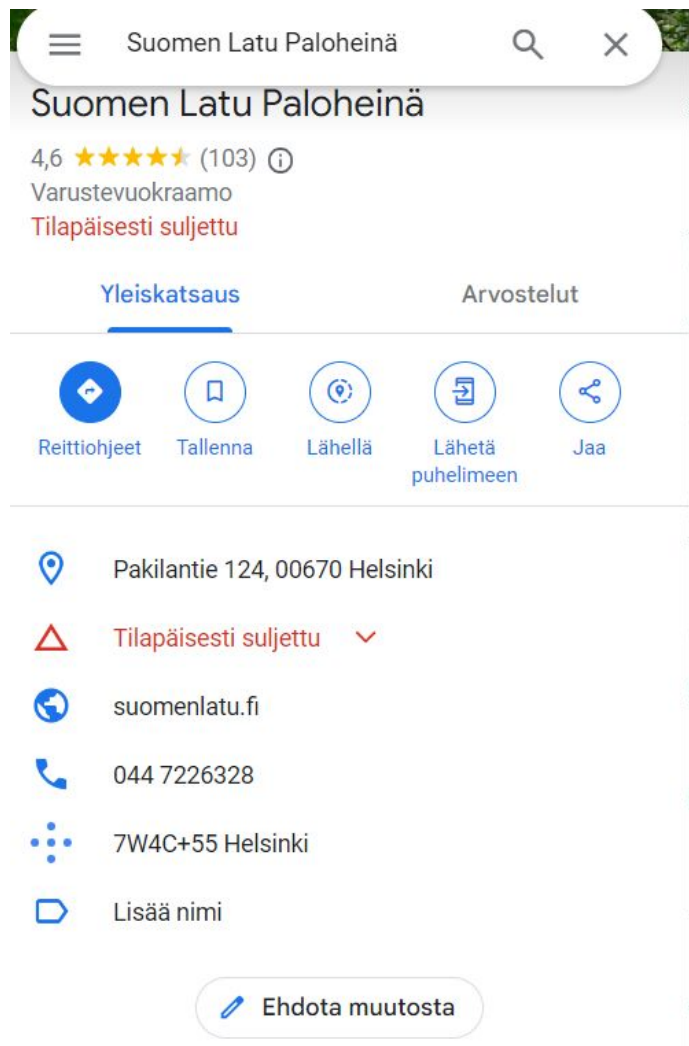 Suomen Latu Paloheinä
Suomen Latu Paloheinä
4,6 (103)
Varustevuokraamo
Tilapäisesti suljettu
Yleiskatsaus Arvostelut
Reittiohjeet Tallenna Lähellä Lähetä puhelimeen Jaa
Pakilantie 124, 00670 Helsinki
Tilapäisesti suljettu
suomenlatu.fi
044 7226328
7W4C+55 Helsinki
Lisää nimi
Ehdota muutosta